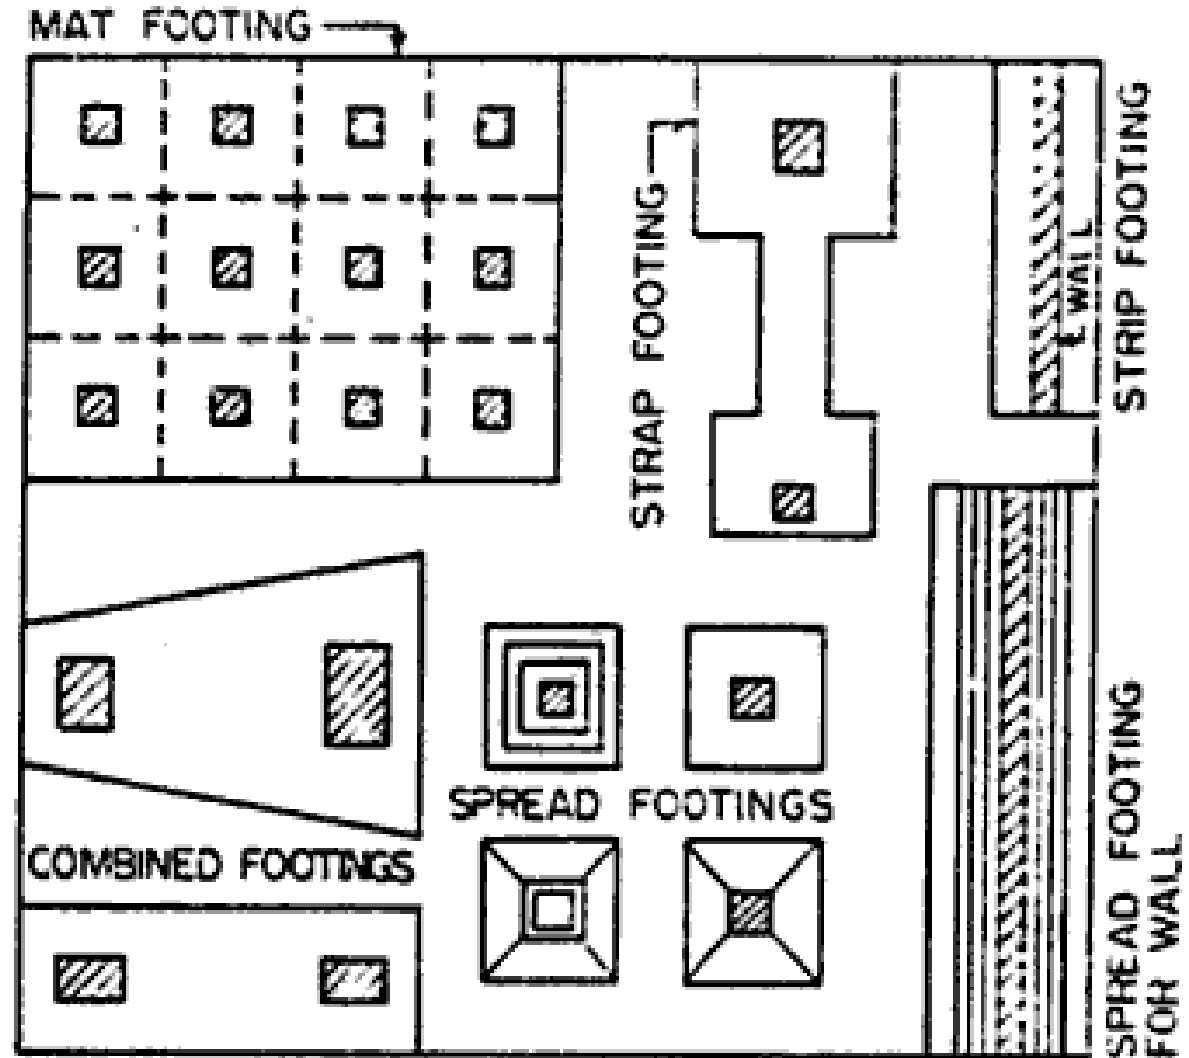 MAT FOOTING
STRAP FOOTING
℄ WALL
STRIP FOOTING
SPREAD FOOTINGS
COMBINED FOOTINGS
SPREAD FOOTING
FOR WALL